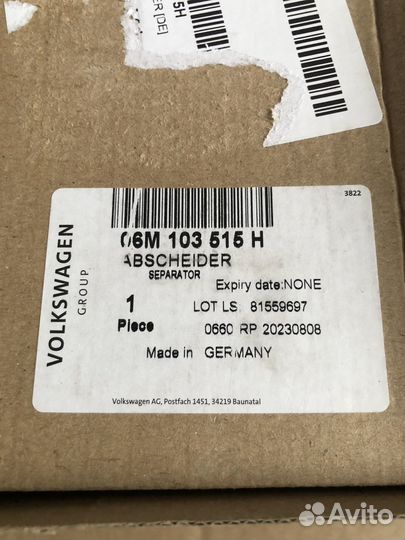 5H
ER [DE]
3822
06M 103 515 H
ABSCHEIDER
SEPARATOR
Expiry date:NONE
1 LOT LS. 81559697
Piece 0660 RP 20230808
Made in GERMANY
VOLKSWAGEN
GROUP
Volkswagen AG, Postfach 1451, 34219 Baunatal
Avito